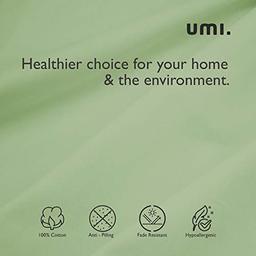 umi.
Healthier choice for your home
& the environment.
100% Cotton
Anti - Pilling
Fade Resistant
Hypoallergenic